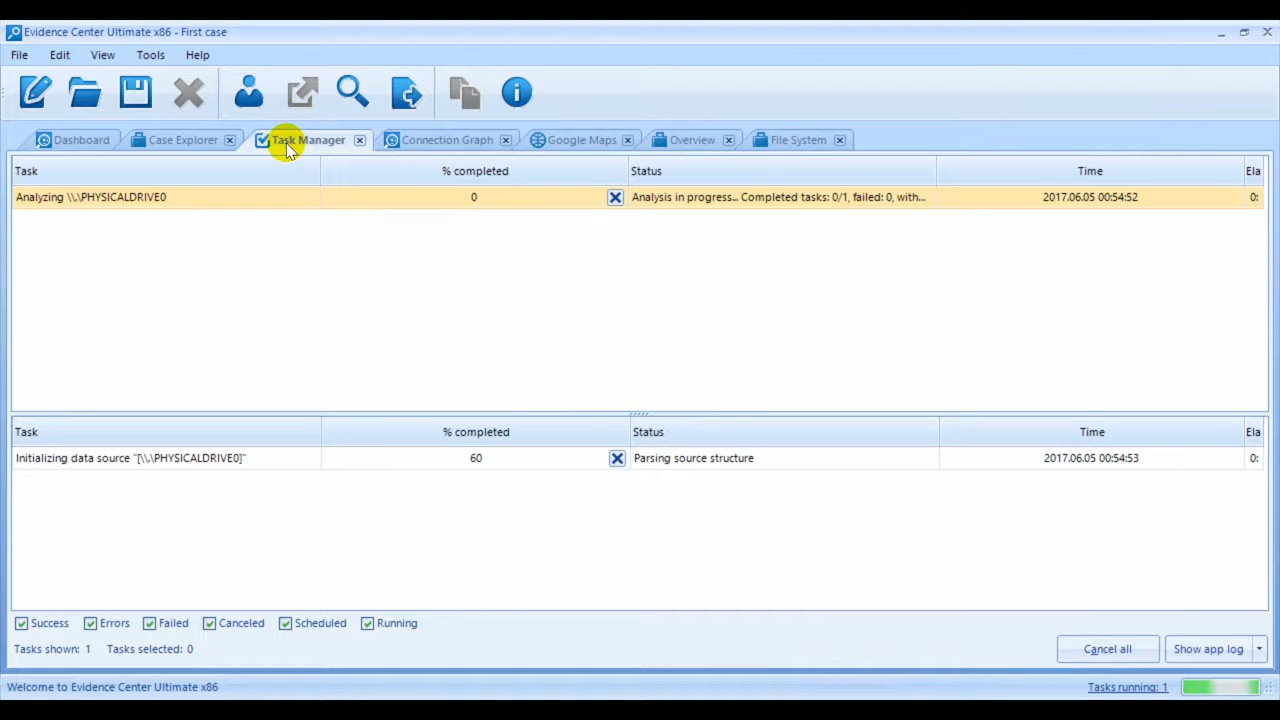 Evidence Center Ultimate x86 - First case
File Edit View Tools Help
Dashboard Case Explorer Task Manager Connection Graph Google Maps Overview File System
Task % completed Status Time Ela
Analyzing \\.\PHYSICALDRIVE0 0 Analysis in progress... Completed tasks: 0/1, failed: 0, with... 2017.06.05 00:54:52 0:
Task % completed Status Time Ela
Initializing data source "[\\.\PHYSICALDRIVE0]" 60 Parsing source structure 2017.06.05 00:54:53 0:
Success Errors Failed Canceled Scheduled Running
Tasks shown: 1 Tasks selected: 0 Cancel all Show app log
Welcome to Evidence Center Ultimate x86 Tasks running: 1